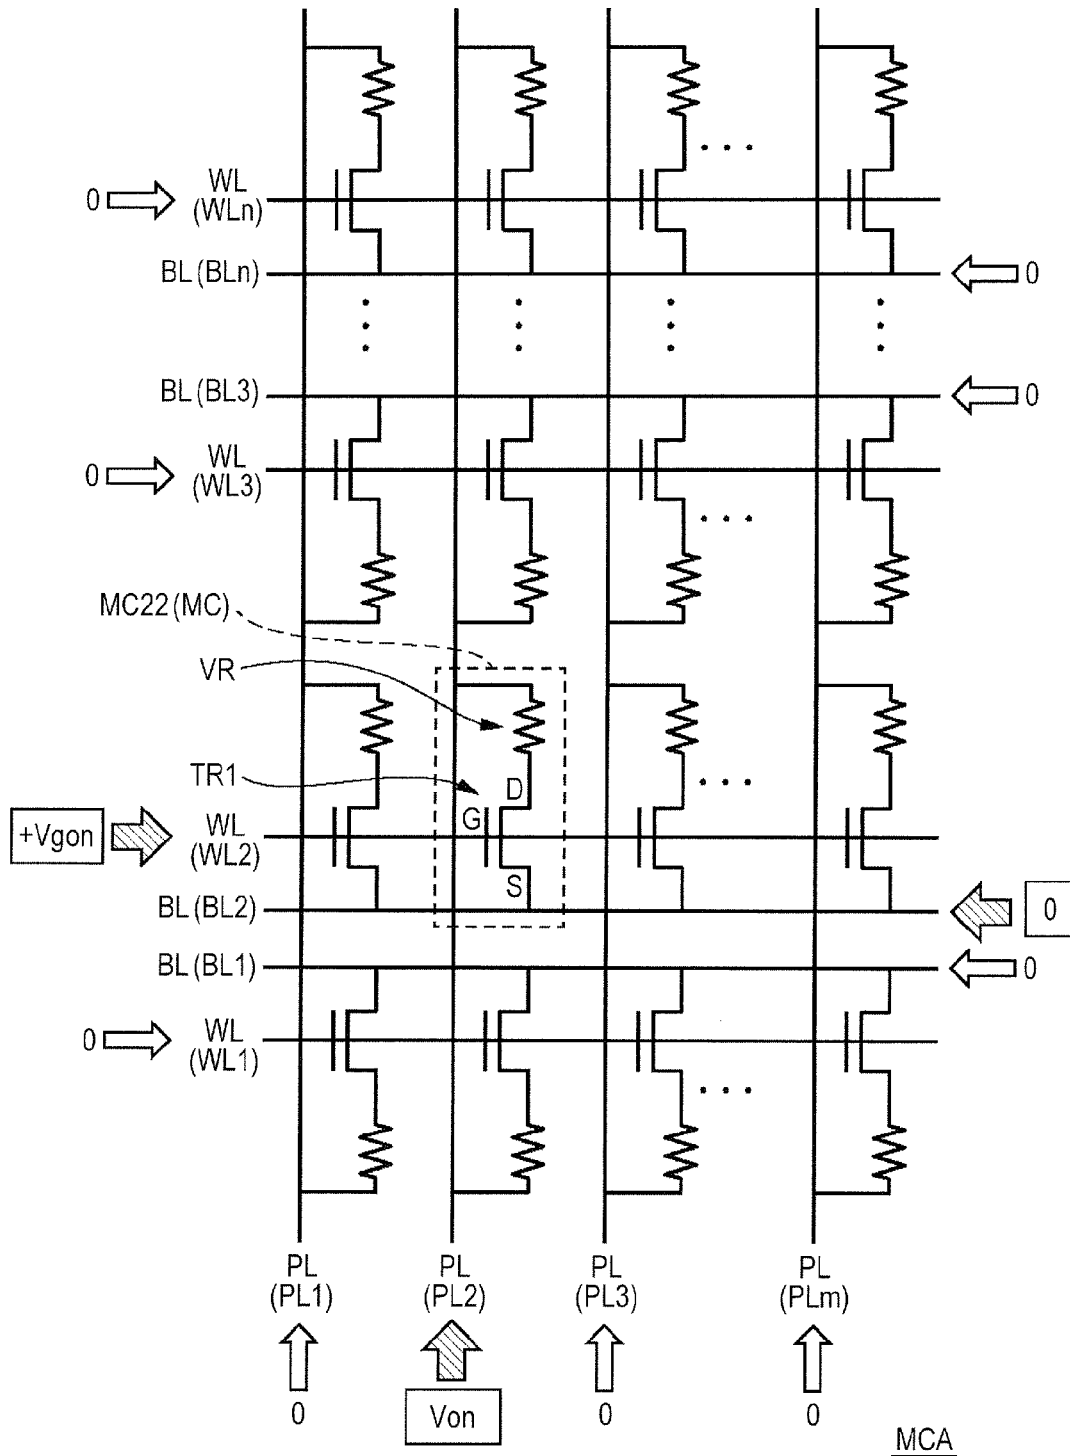 0
WL
(WLn)
BL (BLn)
0
BL (BL3)
0
0
WL
(WL3)
MC22 (MC)
VR
TR1
D
G
+Vgon
WL
(WL2)
S
BL (BL2)
0
BL (BL1)
0
0
WL
(WL1)
PL
(PL1)
PL
(PL2)
PL
(PL3)
PL
(PLm)
0
Von
0
0
MCA